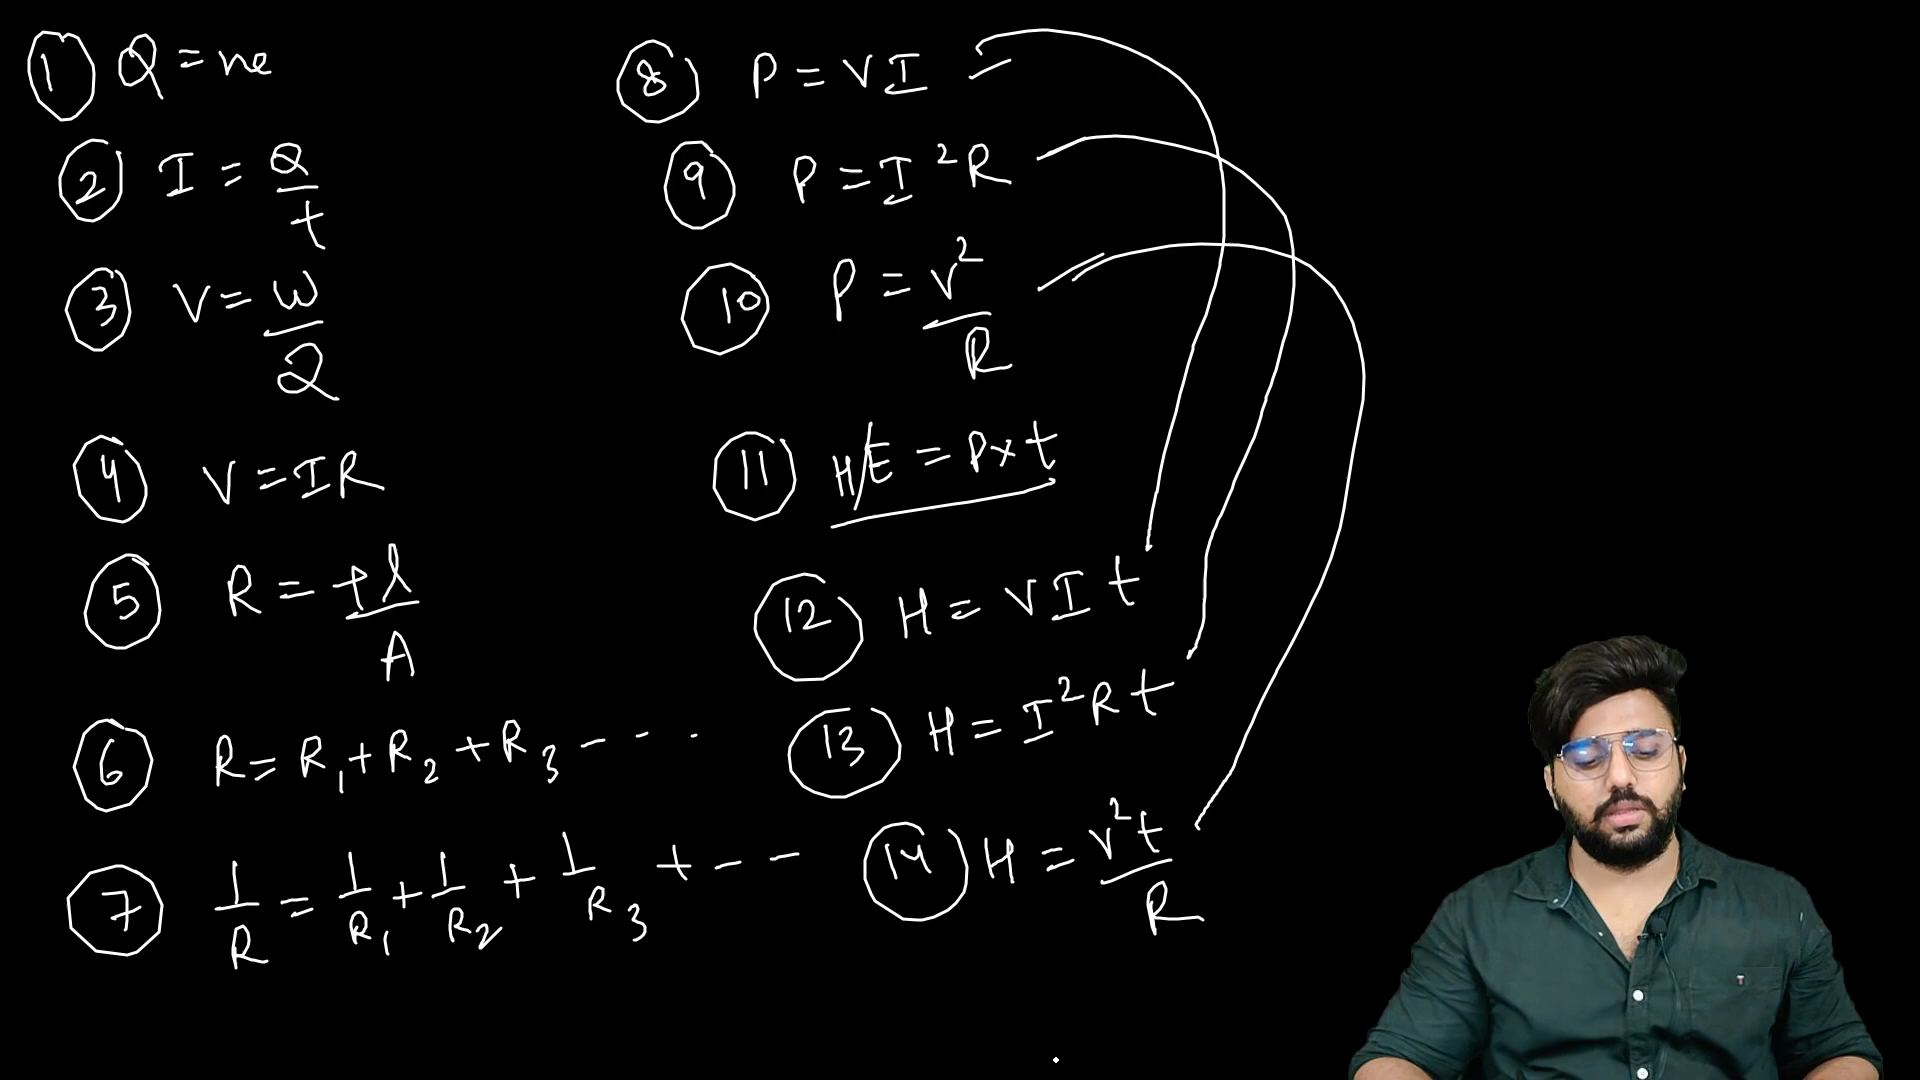 ① Q = ne
② I = Q/t
③ V = W/Q
④ V = IR
⑤ R = ρl/A
⑥ R = R₁ + R₂ + R₃ - - -
⑦ 1/R = 1/R₁ + 1/R₂ + 1/R₃ + - -
⑧ P = VI
⑨ P = I²R
⑩ P = V²/R
⑪ H/E = P×t
⑫ H = VIt
⑬ H = I²Rt
⑭ H = V²t/R